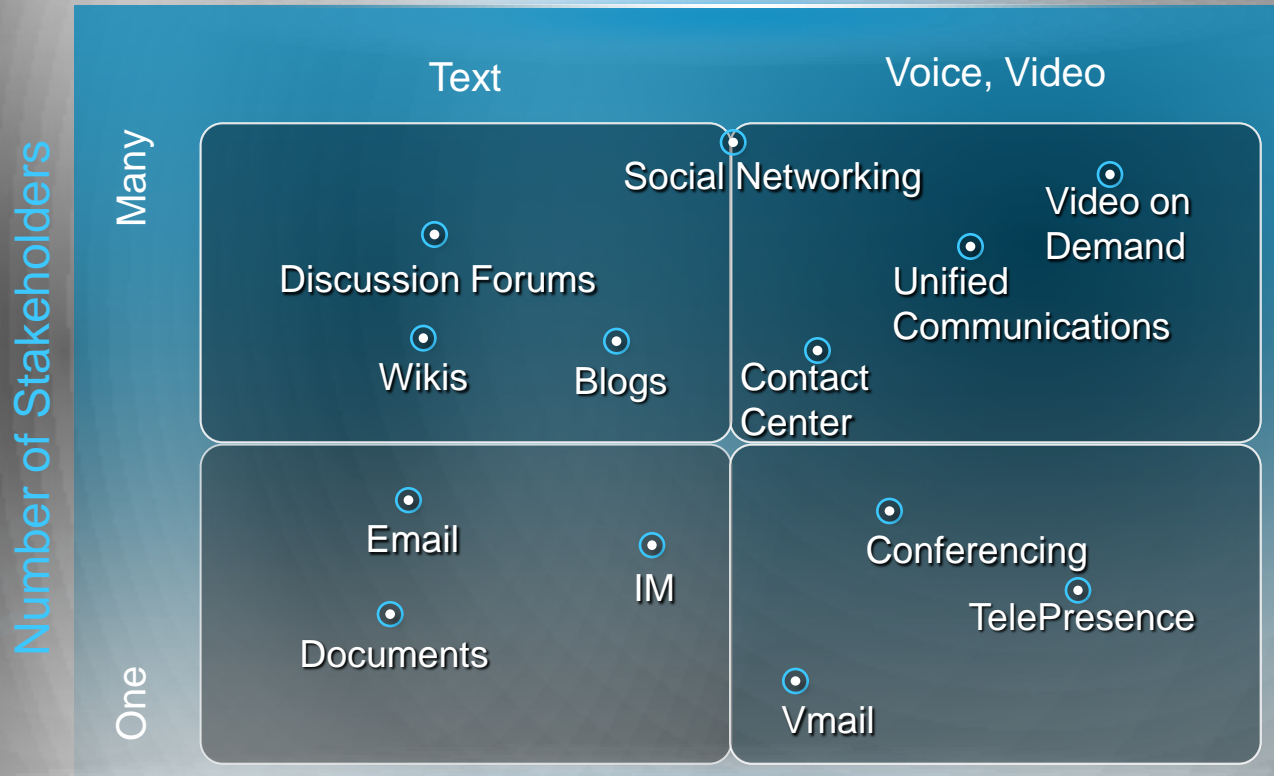 Text
Voice, Video
Number of Stakeholders
Many
Social Networking
Video on
Demand
Discussion Forums
Unified
Communications
Wikis
Blogs
Contact
Center
Email
Conferencing
IM
TelePresence
Documents
One
Vmail